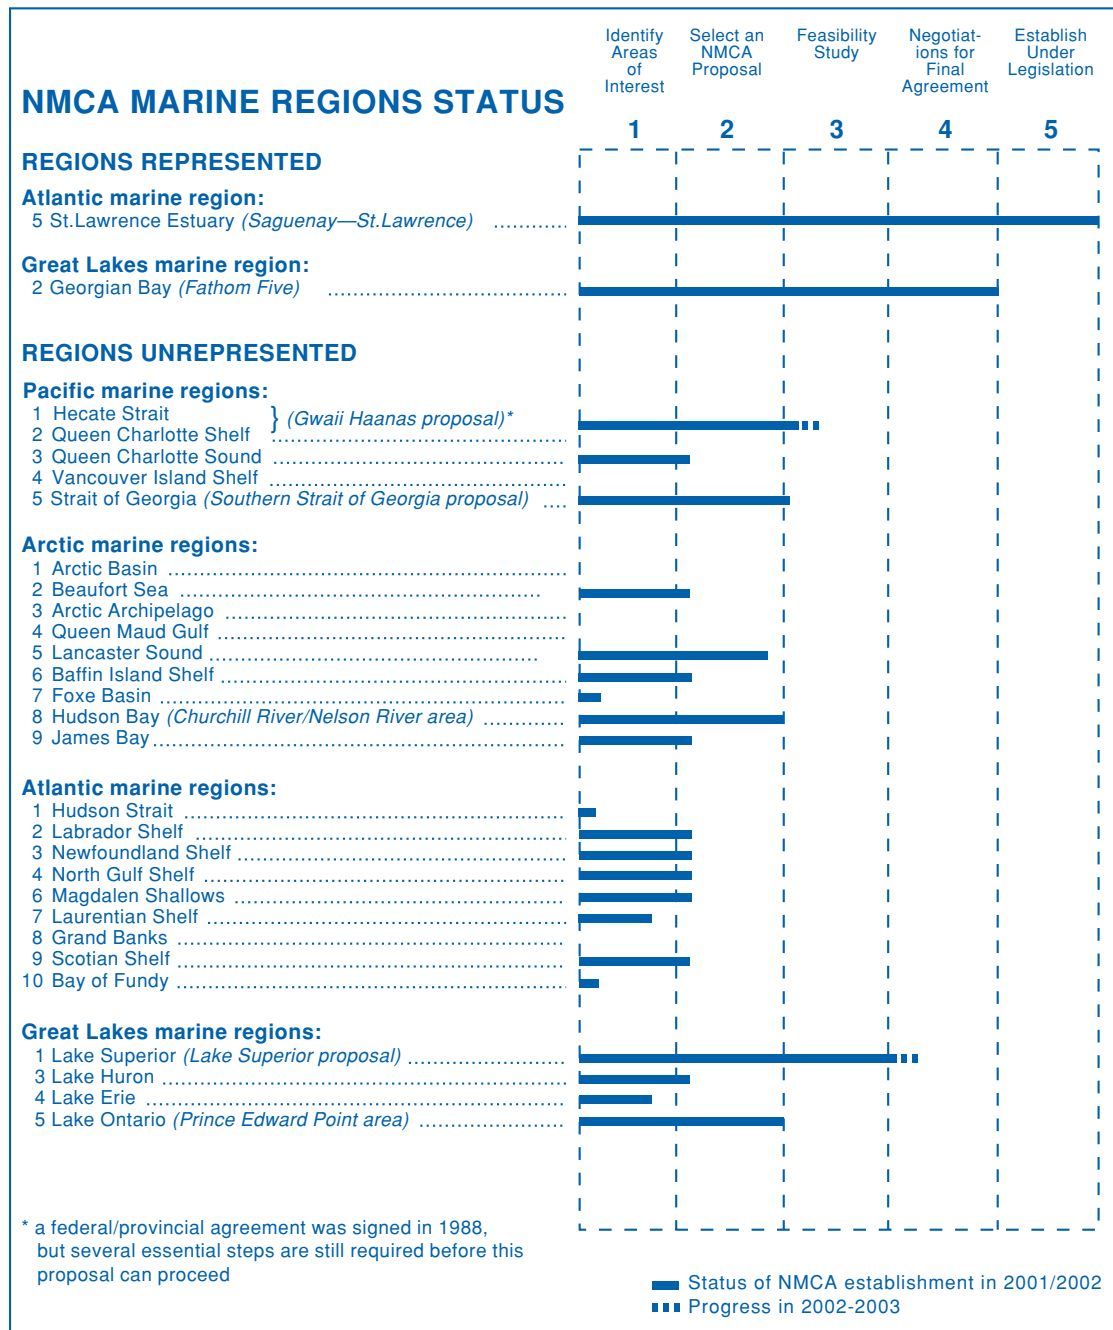 Identify Areas of Interest
Select an NMCA Proposal
Feasibility Study
Negotiat-ions for Final Agreement
Establish Under Legislation
NMCA MARINE REGIONS STATUS
1 2 3 4 5
REGIONS REPRESENTED
Atlantic marine region:
5 St.Lawrence Estuary (Saguenay—St.Lawrence)
Great Lakes marine region:
2 Georgian Bay (Fathom Five)
REGIONS UNREPRESENTED
Pacific marine regions:
1 Hecate Strait
} (Gwaii Haanas proposal)*
2 Queen Charlotte Shelf
3 Queen Charlotte Sound
4 Vancouver Island Shelf
5 Strait of Georgia (Southern Strait of Georgia proposal)
Arctic marine regions:
1 Arctic Basin
2 Beaufort Sea
3 Arctic Archipelago
4 Queen Maud Gulf
5 Lancaster Sound
6 Baffin Island Shelf
7 Foxe Basin
8 Hudson Bay (Churchill River/Nelson River area)
9 James Bay
Atlantic marine regions:
1 Hudson Strait
2 Labrador Shelf
3 Newfoundland Shelf
4 North Gulf Shelf
6 Magdalen Shallows
7 Laurentian Shelf
8 Grand Banks
9 Scotian Shelf
10 Bay of Fundy
Great Lakes marine regions:
1 Lake Superior (Lake Superior proposal)
3 Lake Huron
4 Lake Erie
5 Lake Ontario (Prince Edward Point area)
* a federal/provincial agreement was signed in 1988,
but several essential steps are still required before this
proposal can proceed
Status of NMCA establishment in 2001/2002
Progress in 2002-2003